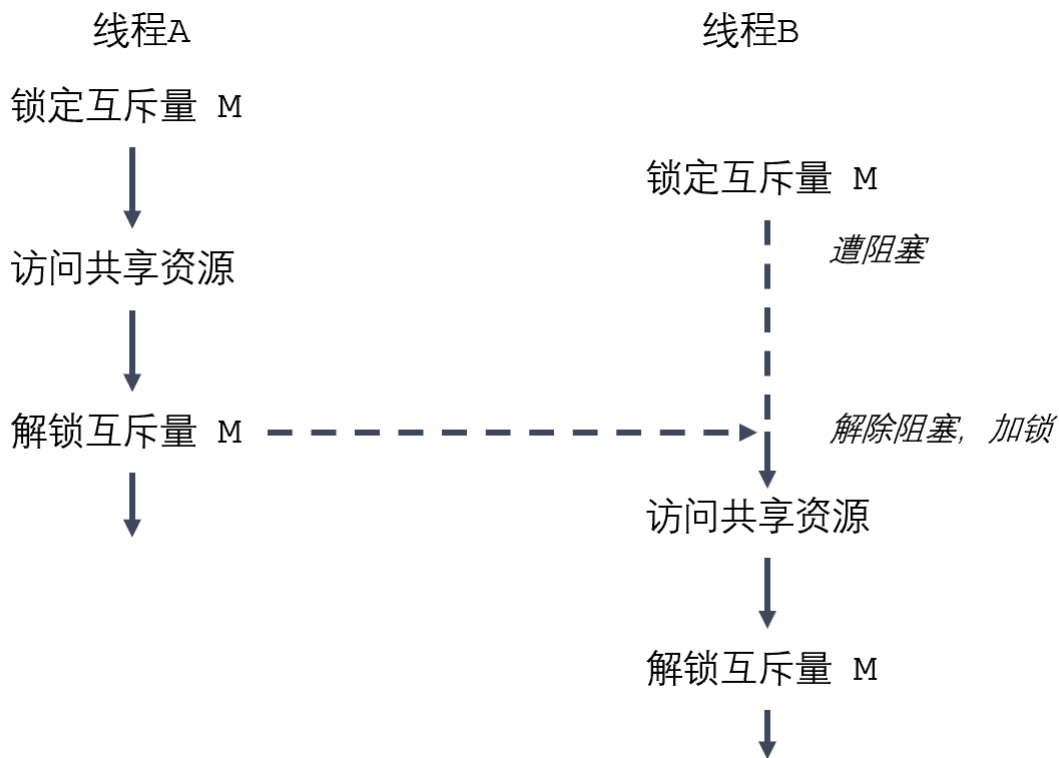 线程A
线程B
锁定互斥量 M
锁定互斥量 M
遭阻塞
访问共享资源
解锁互斥量 M
解除阻塞, 加锁
访问共享资源
解锁互斥量 M